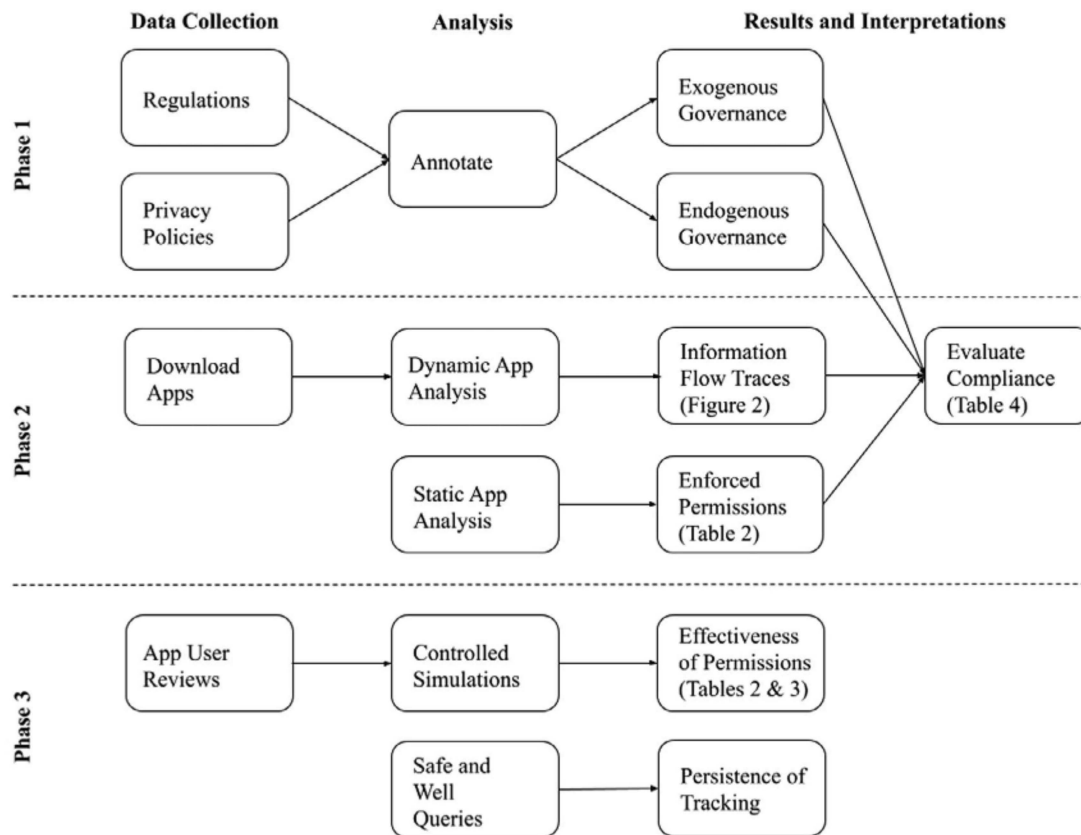 Data Collection
Analysis
Results and Interpretations
Phase 1
Regulations
Privacy
Policies
Annotate
Exogenous
Governance
Endogenous
Governance
Phase 2
Download
Apps
Dynamic App
Analysis
Information
Flow Traces
(Figure 2)
Evaluate
Compliance
(Table 4)
Static App
Analysis
Enforced
Permissions
(Table 2)
Phase 3
App User
Reviews
Controlled
Simulations
Effectiveness
of Permissions
(Tables 2 & 3)
Safe and
Well
Queries
Persistence of
Tracking